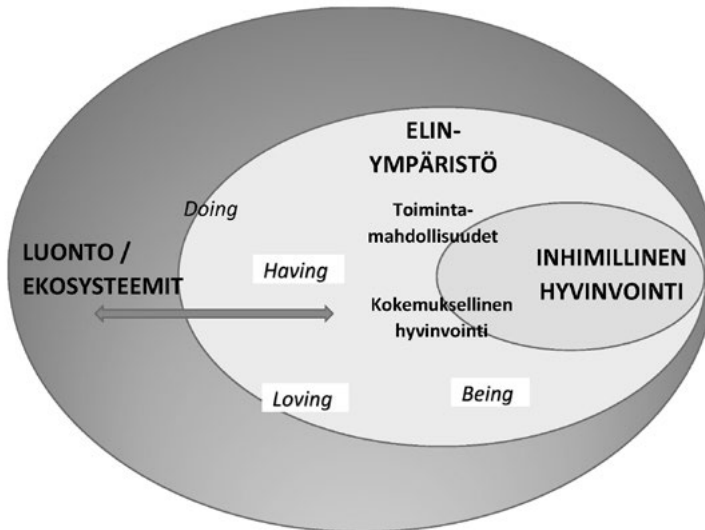 ELIN-
YMPÄRISTÖ
Doing
Toiminta-
mahdollisuudet
LUONTO /
EKOSYSTEEMIT
Having
INHIMILLINEN
HYVINVOINTI
Kokemuksellinen
hyvinvointi
Loving
Being